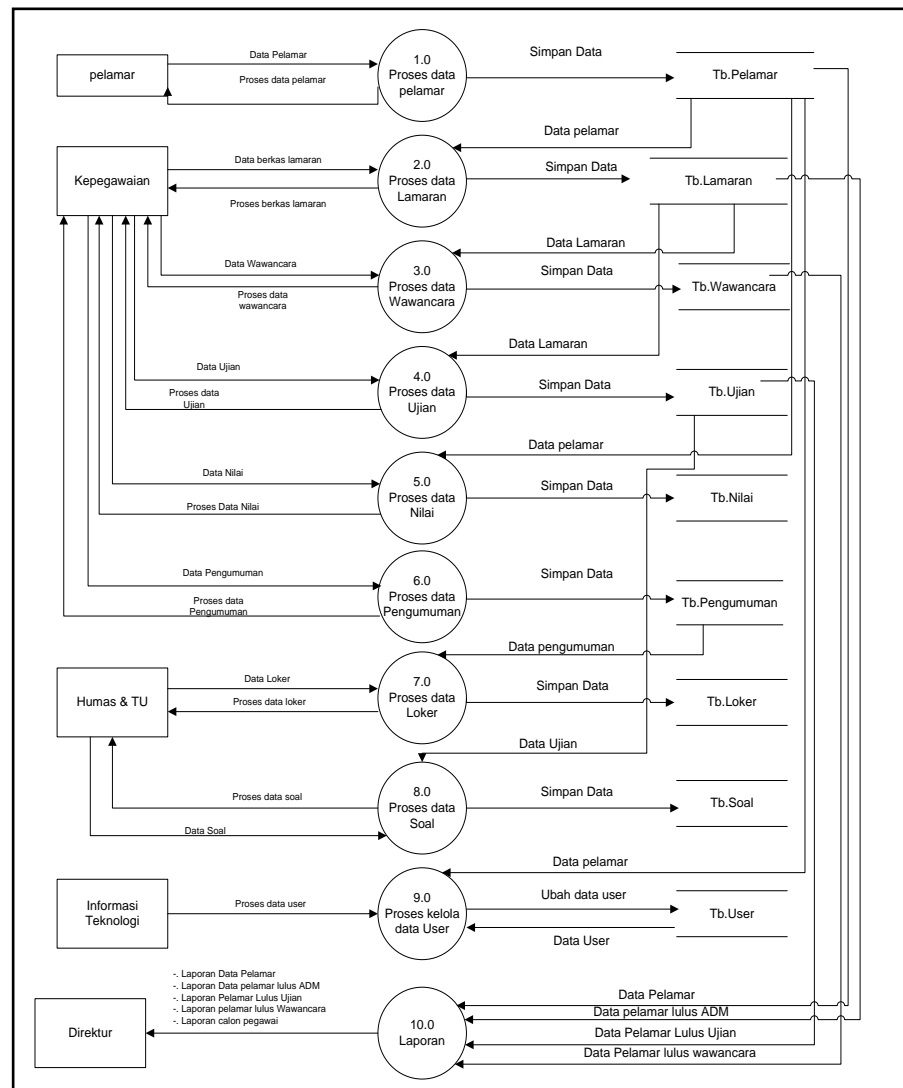 Data Pelamar
Proses data pelamar
pelamar
1.0
Proses data
pelamar
Simpan Data
Tb.Pelamar
Data pelamar
Data berkas lamaran
Proses berkas lamaran
Kepegawaian
2.0
Proses data
Lamaran
Simpan Data
Tb.Lamaran
Data Lamaran
Data Wawancara
Proses data
wawancara
3.0
Proses data
Wawancara
Simpan Data
Tb.Wawancara
Data Lamaran
Data Ujian
Proses data
Ujian
4.0
Proses data
Ujian
Simpan Data
Tb.Ujian
Data pelamar
Data Nilai
Proses Data Nilai
5.0
Proses data
Nilai
Simpan Data
Tb.Nilai
Data Pengumuman
Proses data
Pengumuman
6.0
Proses data
Pengumuman
Simpan Data
Tb.Pengumuman
Data pengumuman
Humas & TU
Data Loker
Proses data loker
7.0
Proses data
Loker
Simpan Data
Tb.Loker
Data Ujian
Proses data soal
Data Soal
8.0
Proses data
Soal
Simpan Data
Tb.Soal
Data pelamar
Informasi
Teknologi
Proses data user
9.0
Proses kelola
data User
Ubah data user
Data User
Tb.User
-. Laporan Data Pelamar
-. Laporan Data pelamar lulus ADM
-. Laporan Pelamar Lulus Ujian
-. Laporan pelamar lulus Wawancara
-. Laporan calon pegawai
Direktur
10.0
Laporan
Data Pelamar
Data pelamar lulus ADM
Data Pelamar Lulus Ujian
Data Pelamar lulus wawancara